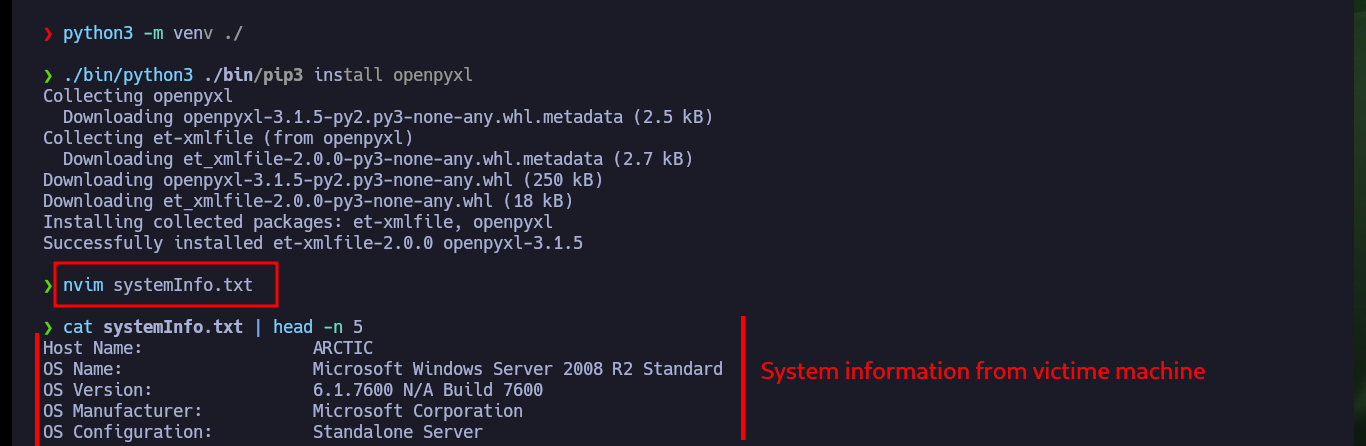 ❯ python3 -m venv ./
❯ ./bin/python3 ./bin/pip3 install openpyxl
Collecting openpyxl
  Downloading openpyxl-3.1.5-py2.py3-none-any.whl.metadata (2.5 kB)
Collecting et-xmlfile (from openpyxl)
  Downloading et_xmlfile-2.0.0-py3-none-any.whl.metadata (2.7 kB)
Downloading openpyxl-3.1.5-py2.py3-none-any.whl (250 kB)
Downloading et_xmlfile-2.0.0-py3-none-any.whl (18 kB)
Installing collected packages: et-xmlfile, openpyxl
Successfully installed et-xmlfile-2.0.0 openpyxl-3.1.5
❯ nvim systemInfo.txt
❯ cat systemInfo.txt | head -n 5
Host Name:                 ARCTIC
OS Name:                   Microsoft Windows Server 2008 R2 Standard
OS Version:                6.1.7600 N/A Build 7600
OS Manufacturer:           Microsoft Corporation
OS Configuration:          Standalone Server
System information from victime machine